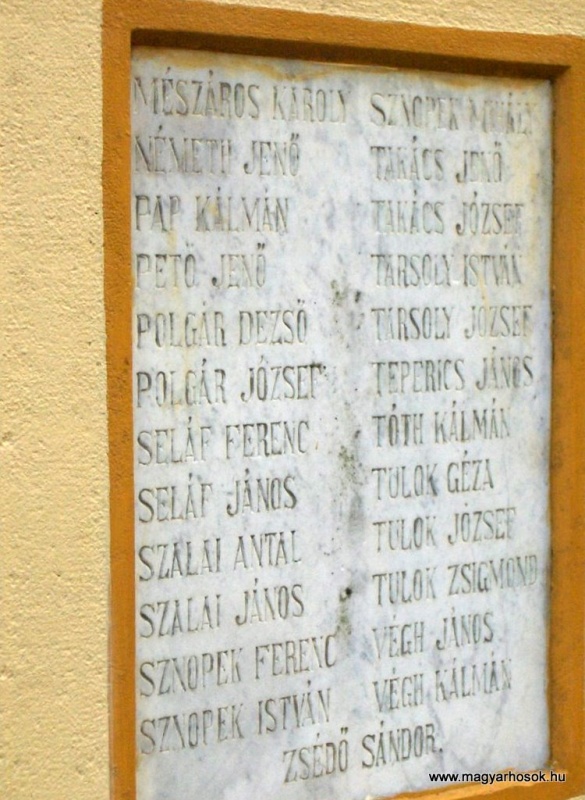 MÉSZÁROS KÁROLY
NÉMETH JENŐ
PAP KÁLMÁN
PETŐ JENŐ
POLGÁR DEZSŐ
POLGÁR JÓZSEF
SELÁF FERENC
SELÁF JÁNOS
SZALAI ANTAL
SZALAI JÁNOS
SZNOPEK FERENC
SZNOPEK ISTVÁN
SZNOPEK MIHÁLY
TAKÁCS JENŐ
TAKÁCS JÓZSEF
TARSOLY ISTVÁN
TARSOLY JÓZSEF
TEPERICS JÁNOS
TÓTH KÁLMÁN
TULOK GÉZA
TULOK JÓZSEF
TULOK ZSIGMOND
VÉGH JÁNOS
VÉGH KÁLMÁN
ZSÉDŐ SÁNDOR.
www.magyarhosok.hu